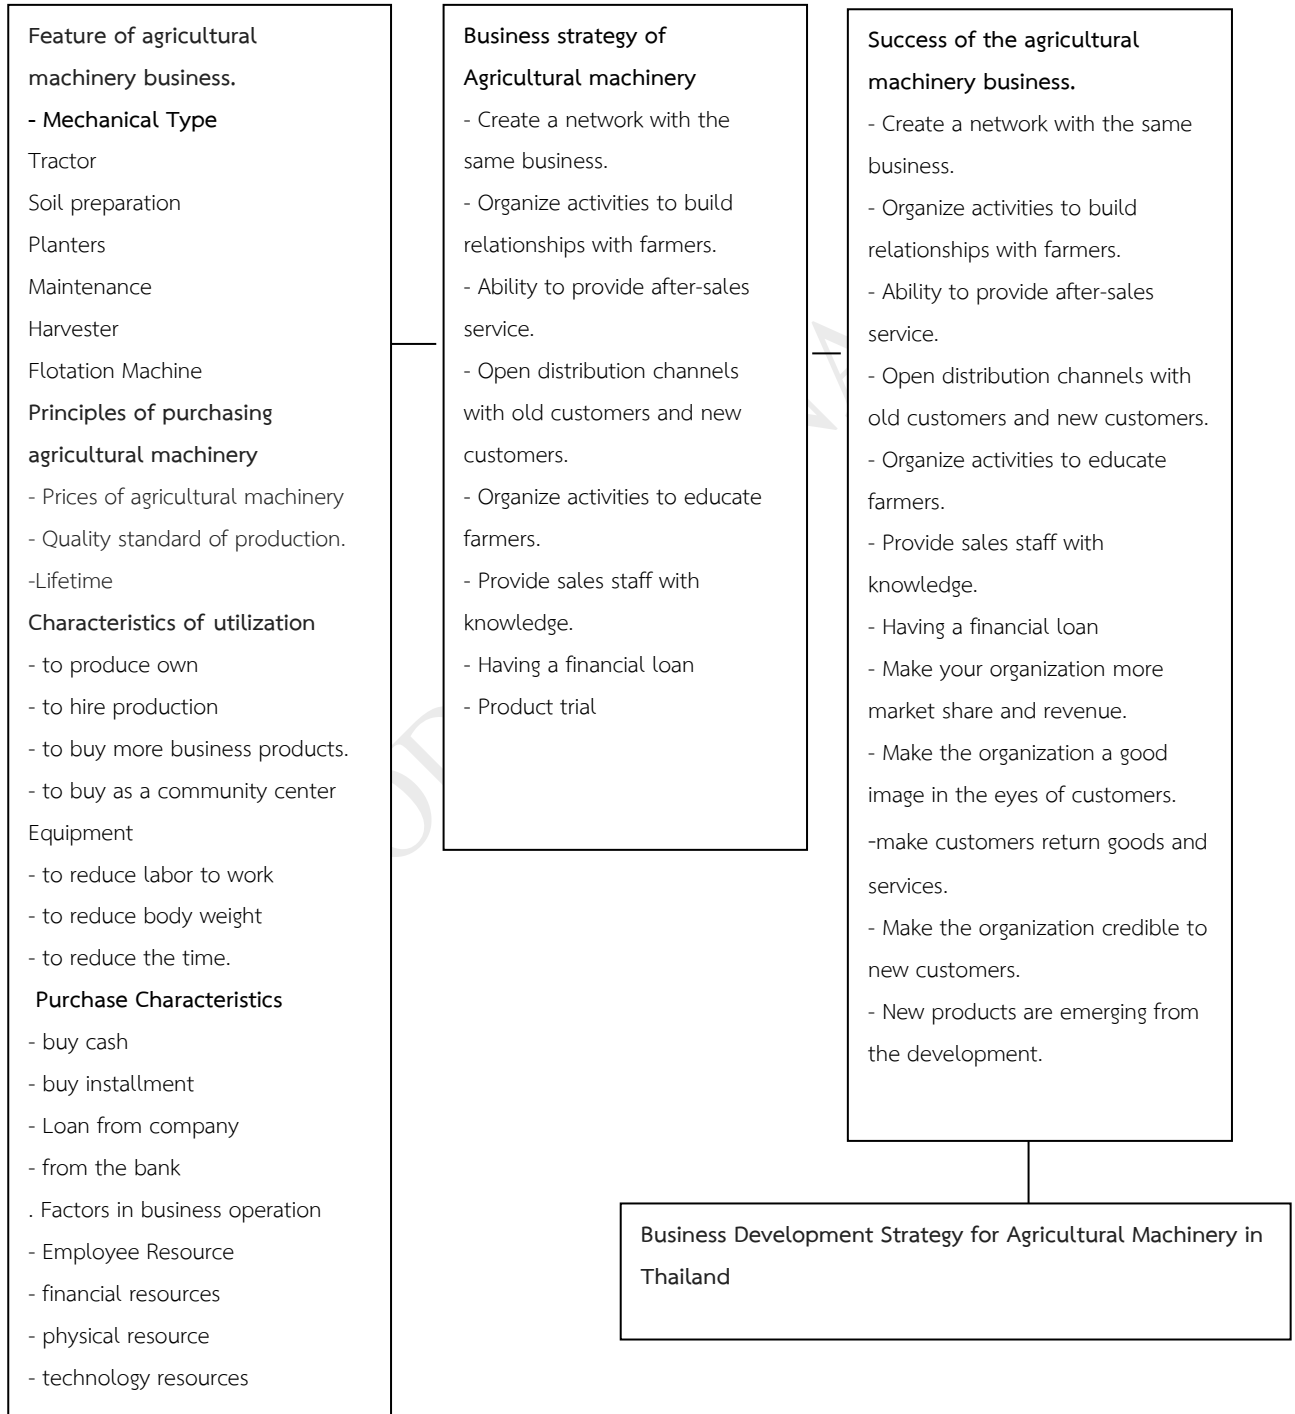 Feature of agricultural
machinery business.
- Mechanical Type
Tractor
Soil preparation
Planters
Maintenance
Harvester
Flotation Machine
Principles of purchasing
agricultural machinery
- Prices of agricultural machinery
- Quality standard of production.
-Lifetime
Characteristics of utilization
- to produce own
- to hire production
- to buy more business products.
- to buy as a community center
Equipment
- to reduce labor to work
- to reduce body weight
- to reduce the time.
Purchase Characteristics
- buy cash
- buy installment
- Loan from company
- from the bank
. Factors in business operation
- Employee Resource
- financial resources
- physical resource
- technology resources
Business strategy of
Agricultural machinery
- Create a network with the
same business.
- Organize activities to build
relationships with farmers.
- Ability to provide after-sales
service.
- Open distribution channels
with old customers and new
customers.
- Organize activities to educate
farmers.
- Provide sales staff with
knowledge.
- Having a financial loan
- Product trial
Success of the agricultural
machinery business.
- Create a network with the same
business.
- Organize activities to build
relationships with farmers.
- Ability to provide after-sales
service.
- Open distribution channels with
old customers and new customers.
- Organize activities to educate
farmers.
- Provide sales staff with
knowledge.
- Having a financial loan
- Make your organization more
market share and revenue.
- Make the organization a good
image in the eyes of customers.
-make customers return goods and
services.
- Make the organization credible to
new customers.
- New products are emerging from
the development.
Business Development Strategy for Agricultural Machinery in
Thailand